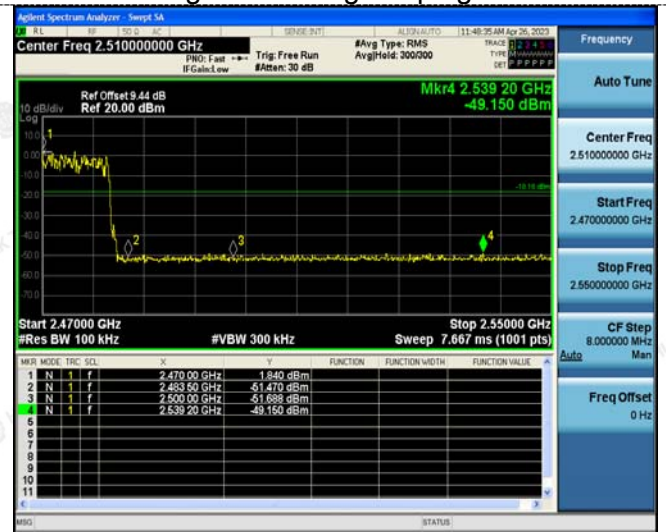 Agilent Spectrum Analyzer - Swept SA
RL RF 50 Ω AC SENSE:INT ALIGN AUTO 11:48:35 AM Apr 26, 2023
Center Freq 2.510000000 GHz
PNO: Fast
IFGain:Low
Trig: Free Run
#Atten: 30 dB
#Avg Type: RMS
Avg|Hold: 300/300
TRACE 1 2 3 4 5 6
TYPE
DET P P P P P P
Ref Offset 9.44 dB
Ref 20.00 dBm
10 dB/div
Log
Mkr4 2.539 20 GHz
-49.150 dBm
10.0
0.00
-10.0
-20.0
-30.0
-40.0
-50.0
-60.0
-70.0
1
2
3
4
Start 2.47000 GHz
Stop 2.55000 GHz
#Res BW 100 kHz
#VBW 300 kHz
Sweep 7.667 ms (1001 pts)
MKR MODE TRC SCL X Y FUNCTION FUNCTION WIDTH FUNCTION VALUE
1 N 1 f 2.470 00 GHz 1.840 dBm
2 N 1 f 2.483 50 GHz -51.470 dBm
3 N 1 f 2.500 00 GHz -51.688 dBm
4 N 1 f 2.539 20 GHz -49.150 dBm
5
6
7
8
9
10
11
MSG
STATUS
Frequency
Auto Tune
Center Freq
2.510000000 GHz
Start Freq
2.470000000 GHz
Stop Freq
2.550000000 GHz
CF Step
8.000000 MHz
Auto Man
Freq Offset
0 Hz